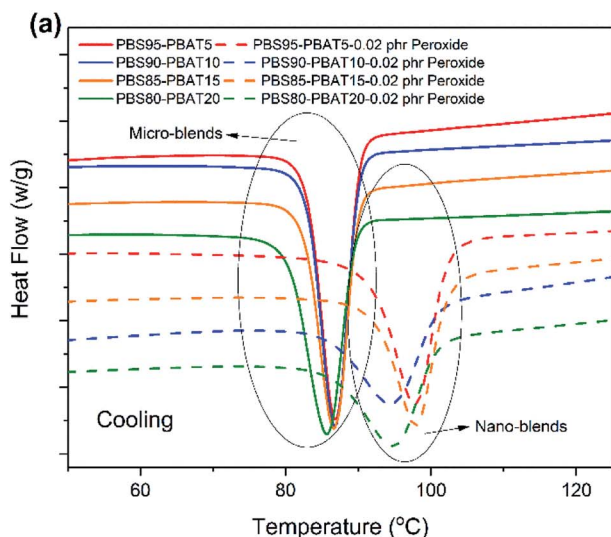 (a)
PBS95-PBAT5 PBS95-PBAT5-0.02 phr Peroxide
PBS90-PBAT10 PBS90-PBAT10-0.02 phr Peroxide
PBS85-PBAT15 PBS85-PBAT15-0.02 phr Peroxide
PBS80-PBAT20 PBS80-PBAT20-0.02 phr Peroxide
Micro-blends
Heat Flow (w/g)
Cooling
Nano-blends
60 80 100 120
Temperature (°C)